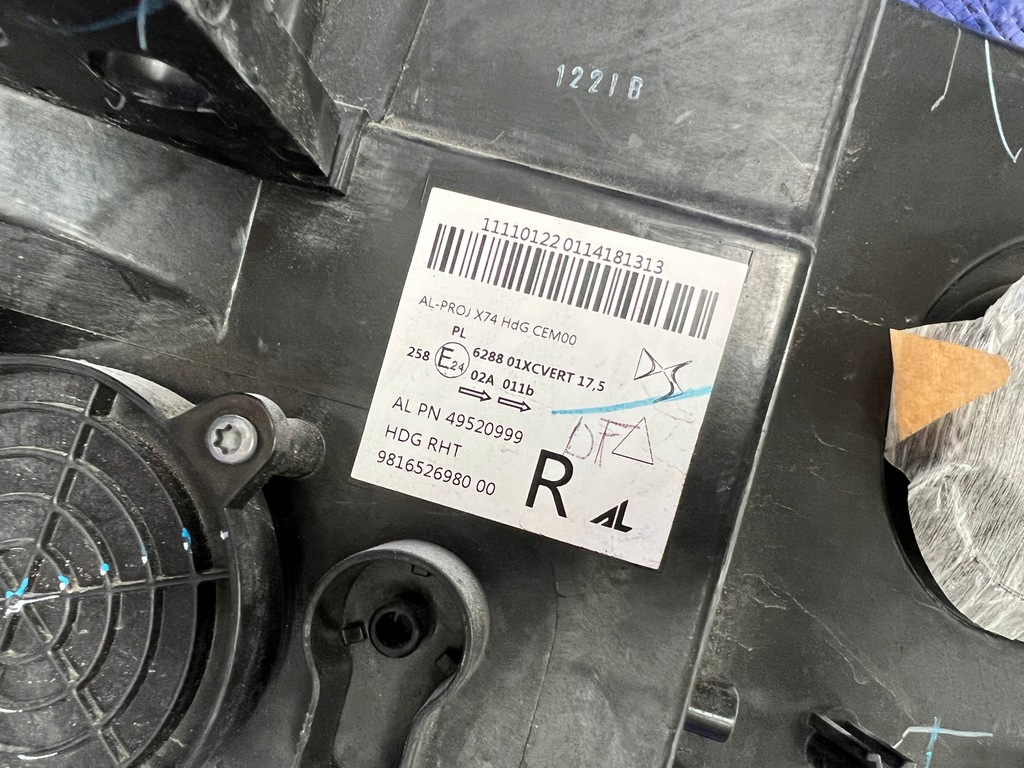 1221B
11110122 0114181313
AL-PROJ X74 HdG CEM00
PL
258 E24 6288 01XCVERT 17,5
02A 011b
AL PN 49520999
HDG RHT
9816526980 00
R AL